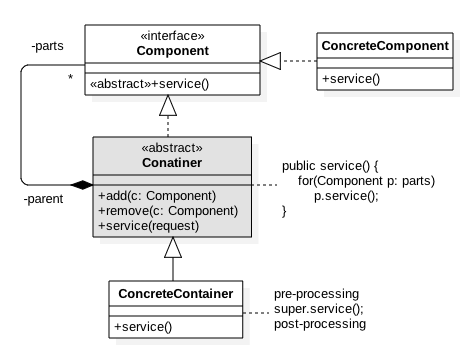 -parts
«interface»
Component
ConcreteComponent
*
«abstract»+service()
+service()
«abstract»
Conatiner
-parent
+add(c: Component)
+remove(c: Component)
+service(request)
public service() {
for(Component p: parts)
p.service();
}
ConcreteContainer
+service()
pre-processing
super.service();
post-processing